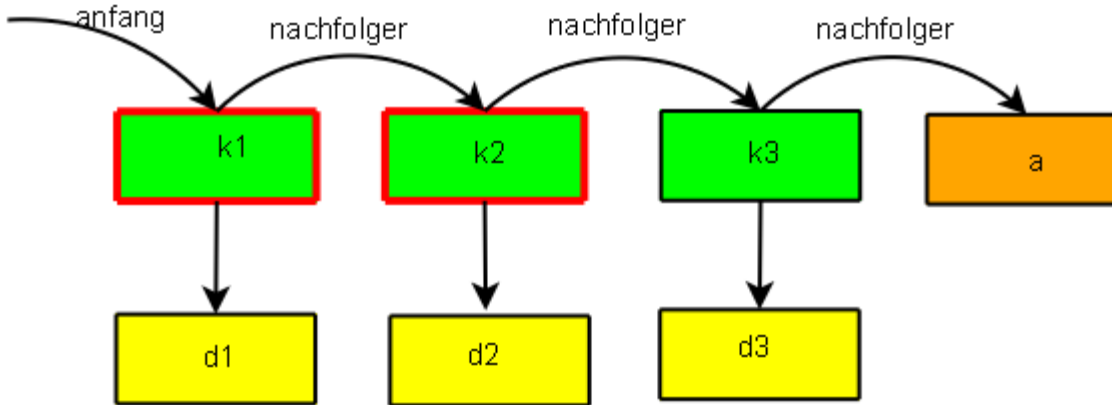 anfang
nachfolger
nachfolger
nachfolger
k1
k2
k3
a
d1
d2
d3